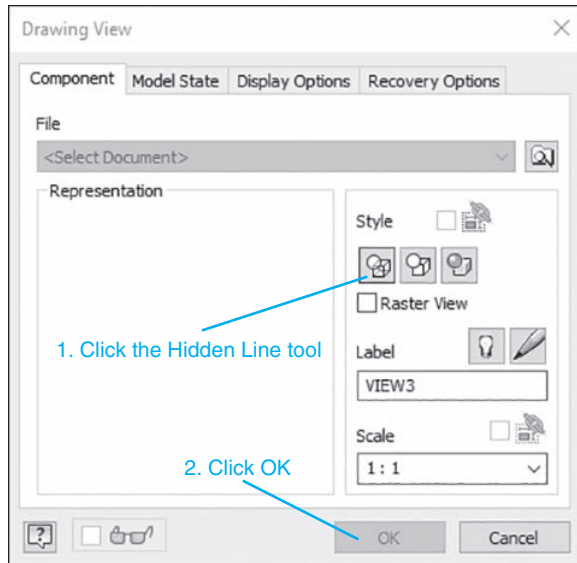 Drawing View
Component Model State Display Options Recovery Options
File
<Select Document>
Representation
Style
Raster View
1. Click the Hidden Line tool
Label
VIEW3
Scale
2. Click OK
1 : 1
?
OK Cancel